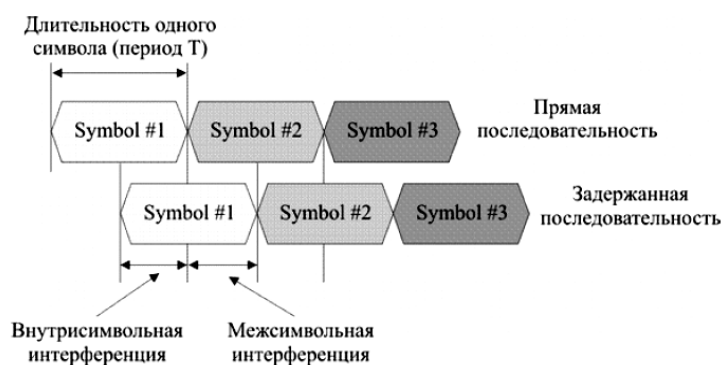 Длительность одного
символа (период T)
Symbol #1
Symbol #2
Symbol #3
Прямая
последовательность
Symbol #1
Symbol #2
Symbol #3
Задержанная
последовательность
Внутрисимвольная
интерференция
Межсимвольная
интерференция